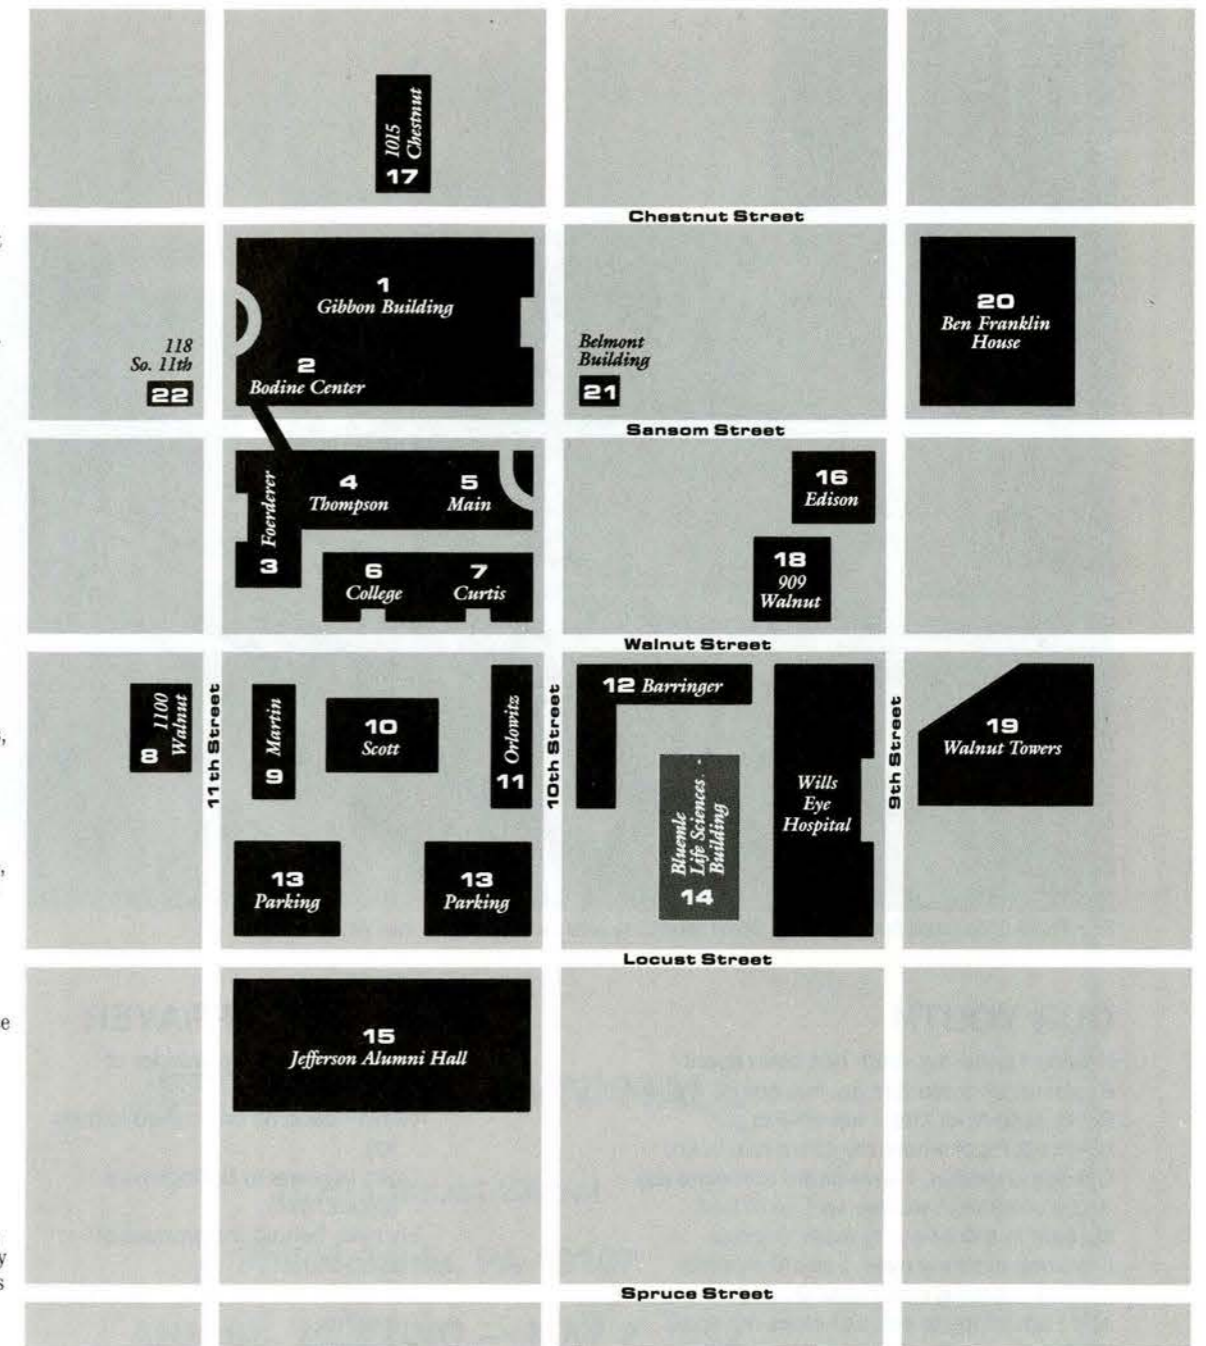 1015
Chestnut
17
Chestnut Street
1
Gibbon Building
2
Bodine Center
118
So. 11th
22
Belmont
Building
21
20
Ben Franklin
House
Sansom Street
3 Foerderer
4
Thompson
5
Main
6
College
7
Curtis
16
Edison
18
909
Walnut
Walnut Street
8 1100
Walnut
11th Street
9 Martin
10
Scott
11 Orlowitz
10th Street
12 Barringer
Bluemle
Life Sciences
Building
14
Wills
Eye
Hospital
9th Street
19
Walnut Towers
13
Parking
13
Parking
Locust Street
15
Jefferson Alumni Hall
Spruce Street